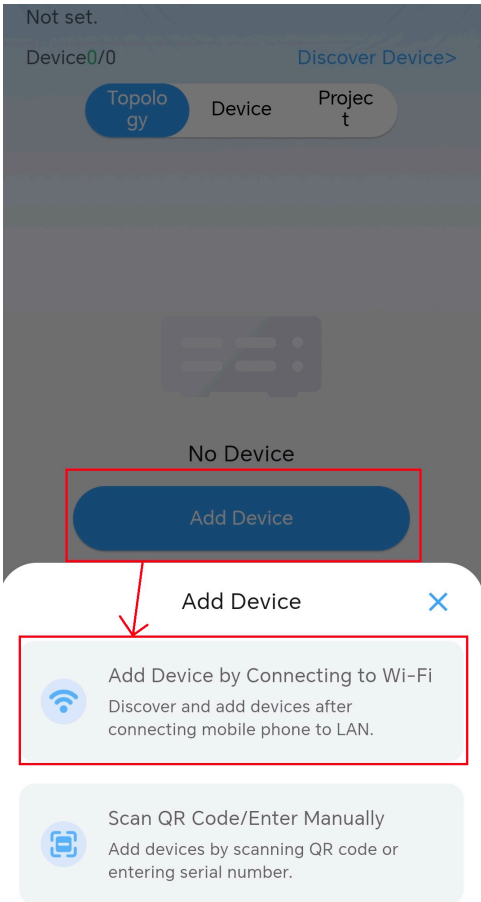 Not set.
Device0/0
Discover Device>
Topolo
gy
Device
Projec
t
No Device
Add Device
Add Device
Add Device by Connecting to Wi-Fi
Discover and add devices after
connecting mobile phone to LAN.
Scan QR Code/Enter Manually
Add devices by scanning QR code or
entering serial number.